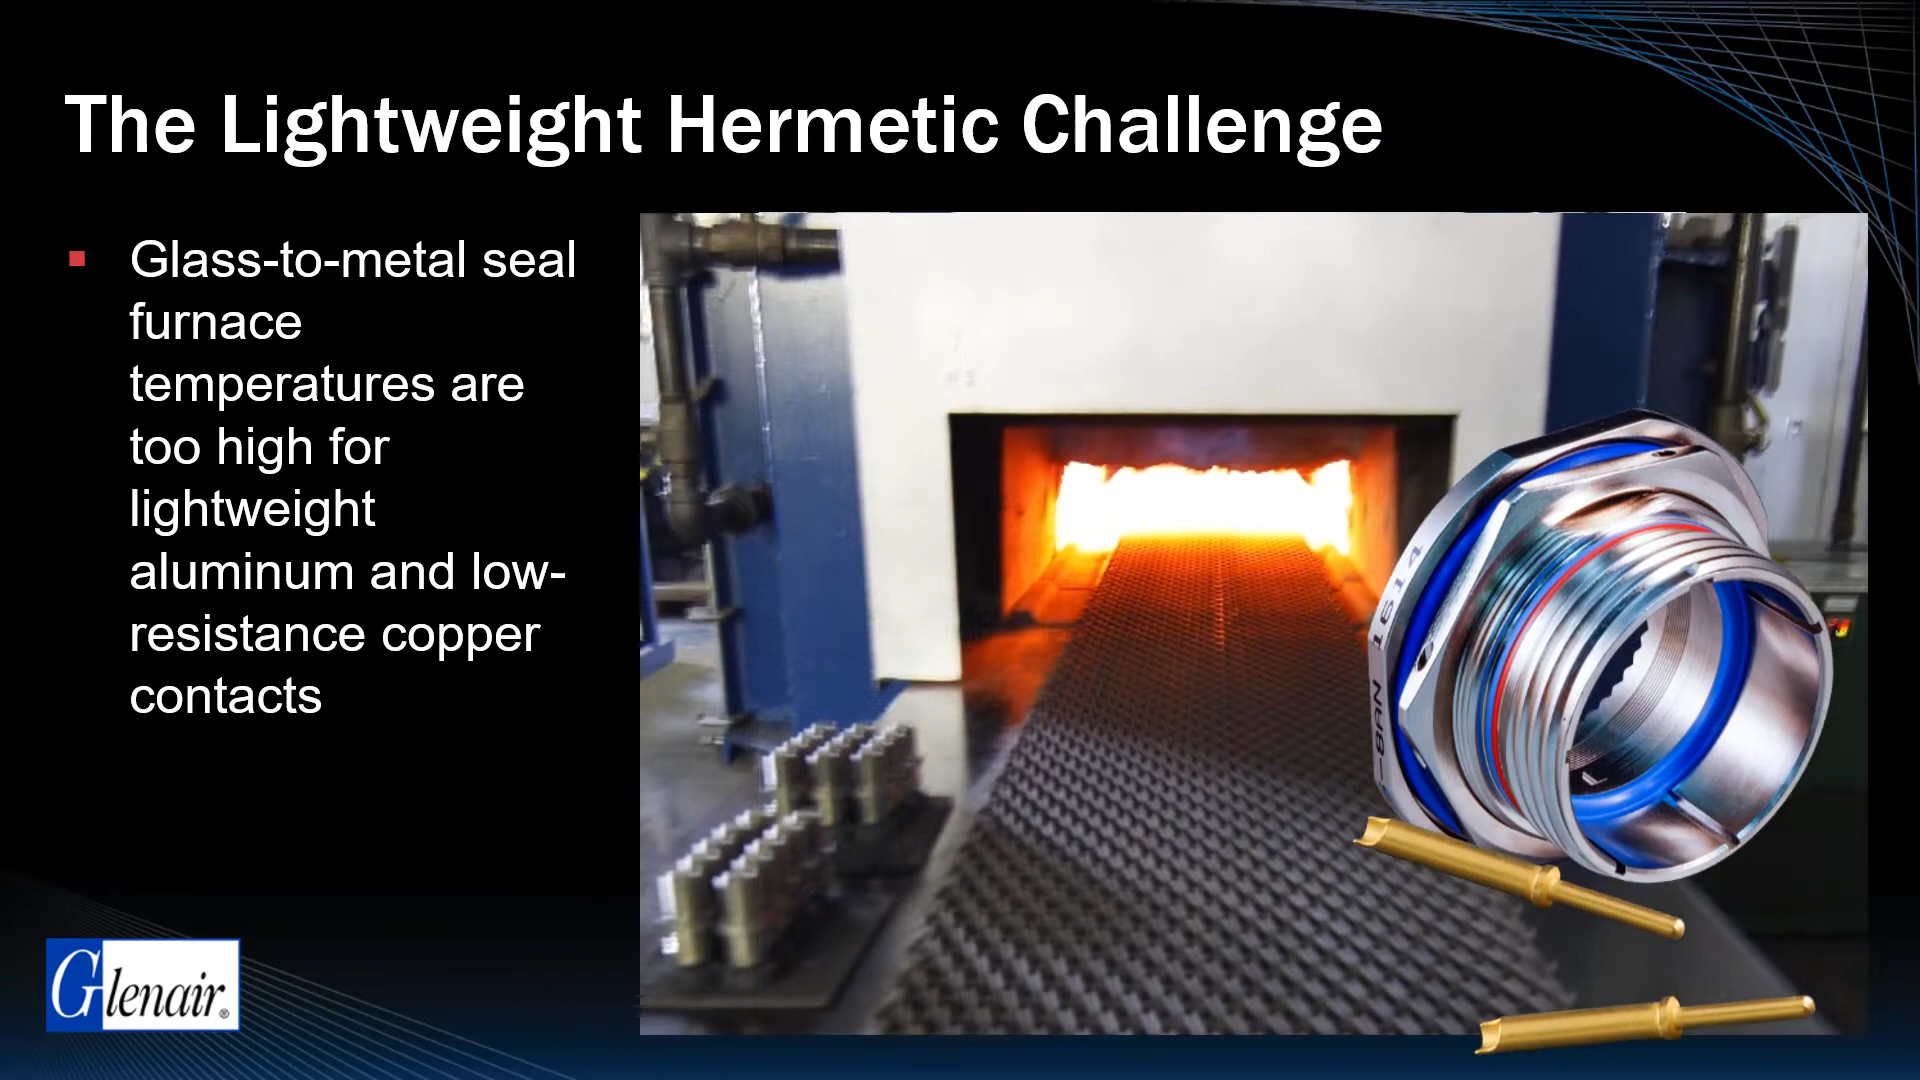 The Lightweight Hermetic Challenge
Glass-to-metal seal
furnace
temperatures are
too high for
lightweight
aluminum and low-
resistance copper
contacts
1614
Glenair®